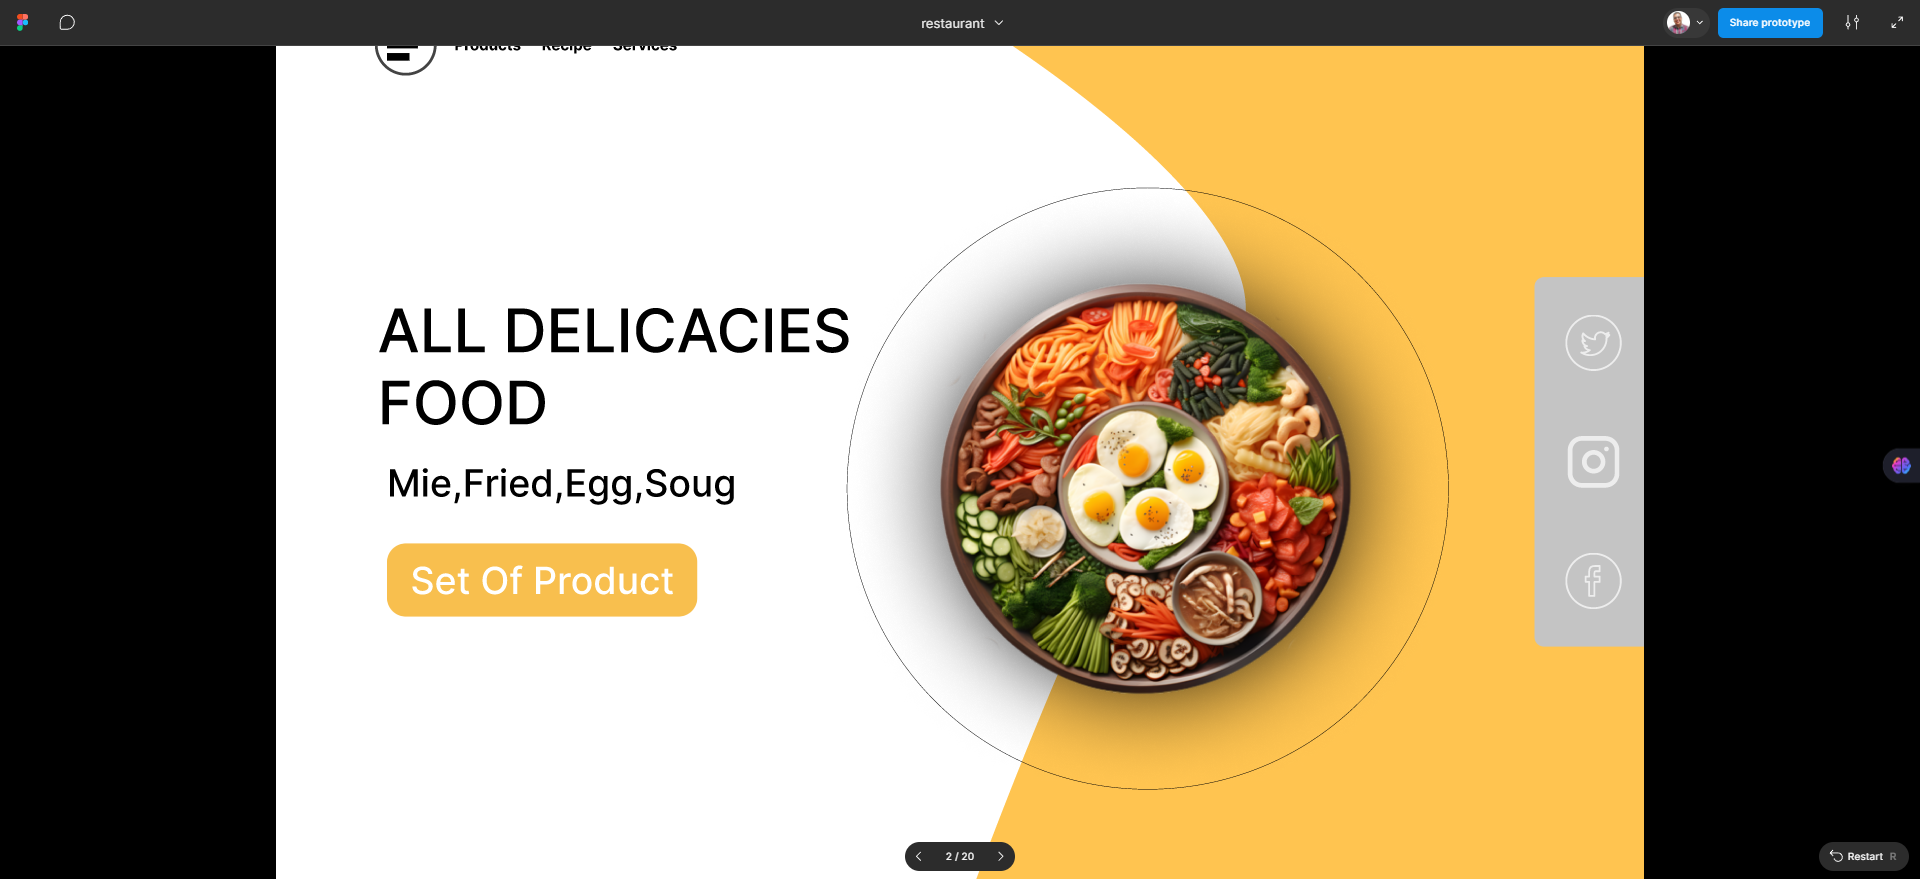 restaurant
Share prototype
Products Recipe Services
ALL DELICACIES
FOOD
Mie,Fried,Egg,Soug
Set Of Product
2 / 20
Restart R